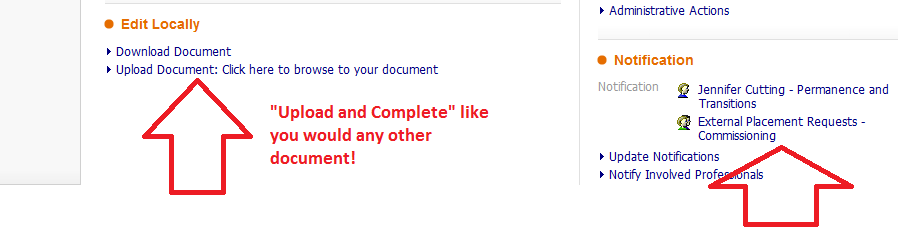 Edit Locally
Download Document
Upload Document: Click here to browse to your document
"Upload and Complete" like
you would any other
document!
Administrative Actions
Notification
Notification
Jennifer Cutting - Permanence and
Transitions
External Placement Requests -
Commissioning
Update Notifications
Notify Involved Professionals